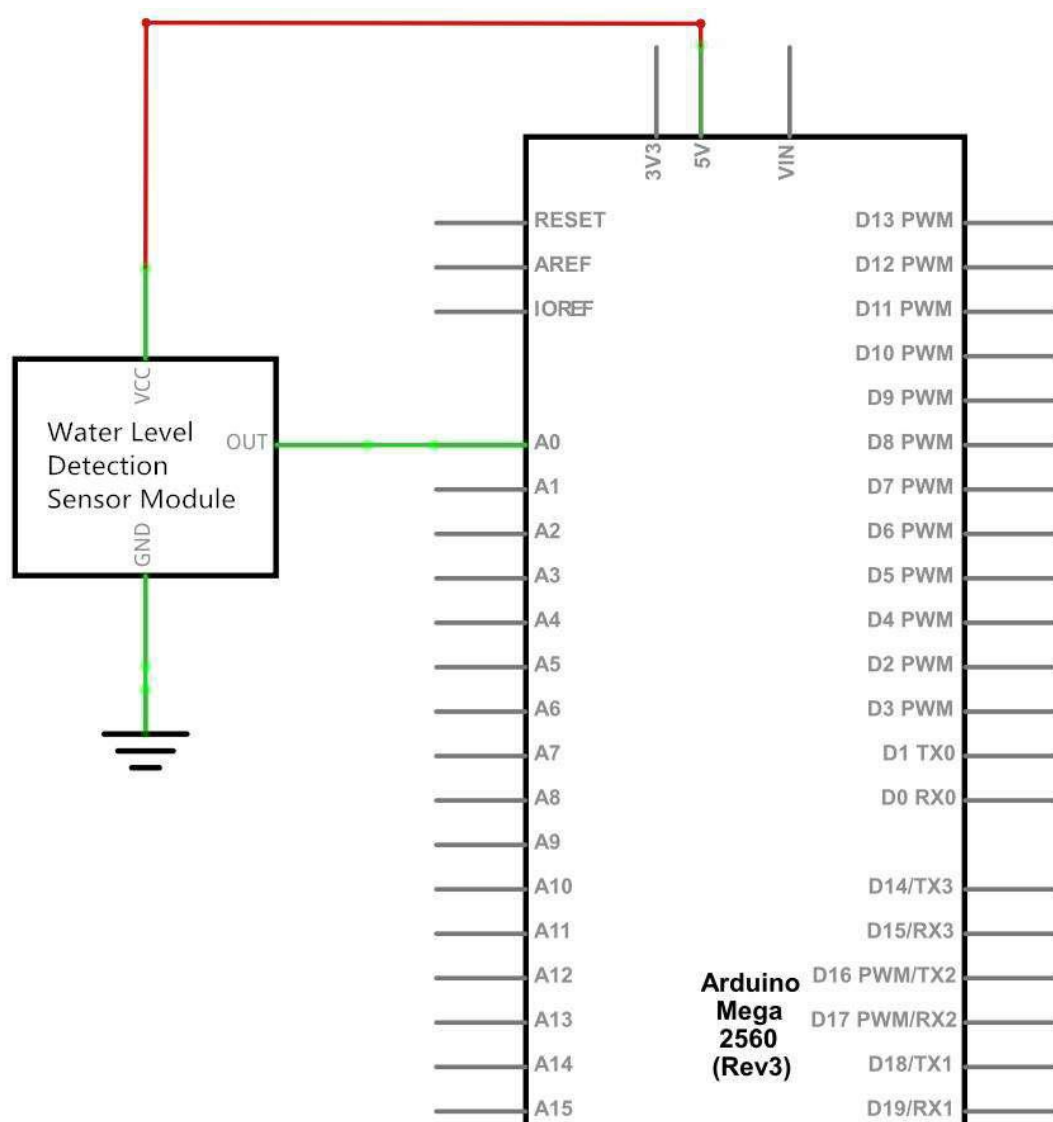 3V3
5V
VIN
RESET
AREF
IOREF
A0
A1
A2
A3
A4
A5
A6
A7
A8
A9
A10
A11
A12
A13
A14
A15
D13 PWM
D12 PWM
D11 PWM
D10 PWM
D9 PWM
D8 PWM
D7 PWM
D6 PWM
D5 PWM
D4 PWM
D2 PWM
D3 PWM
D1 TX0
D0 RX0
D14/TX3
D15/RX3
D16 PWM/TX2
D17 PWM/RX2
D18/TX1
D19/RX1
VCC
Water Level
Detection
Sensor Module
OUT
GND
Arduino
Mega
2560
(Rev3)